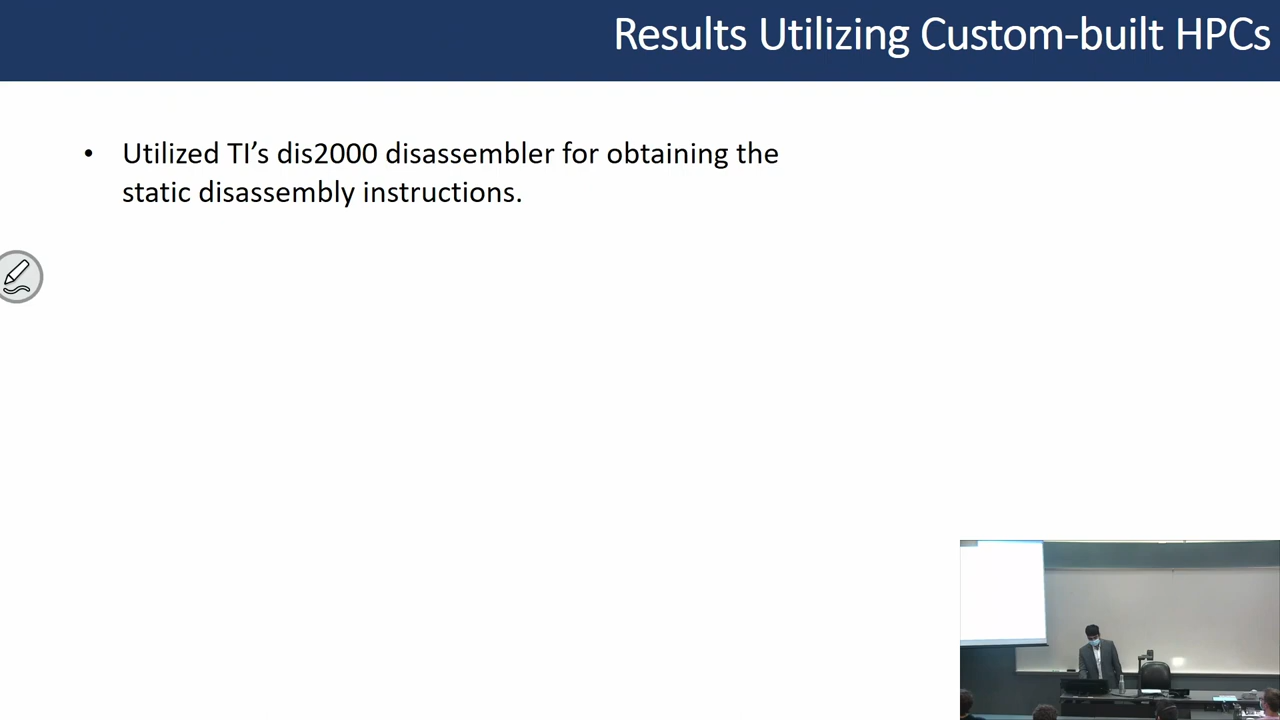 Results Utilizing Custom-built HPCs
• Utilized TI’s dis2000 disassembler for obtaining the
static disassembly instructions.